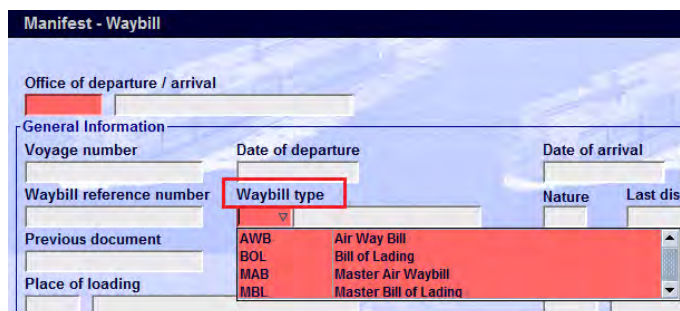 Manifest - Waybill
Office of departure / arrival
General Information
Voyage number Date of departure Date of arrival
Waybill reference number Waybill type Nature Last dis
Previous document
AWB Air Way Bill
BOL Bill of Lading
MAB Master Air Waybill
Place of loading
MBL Master Bill of Lading